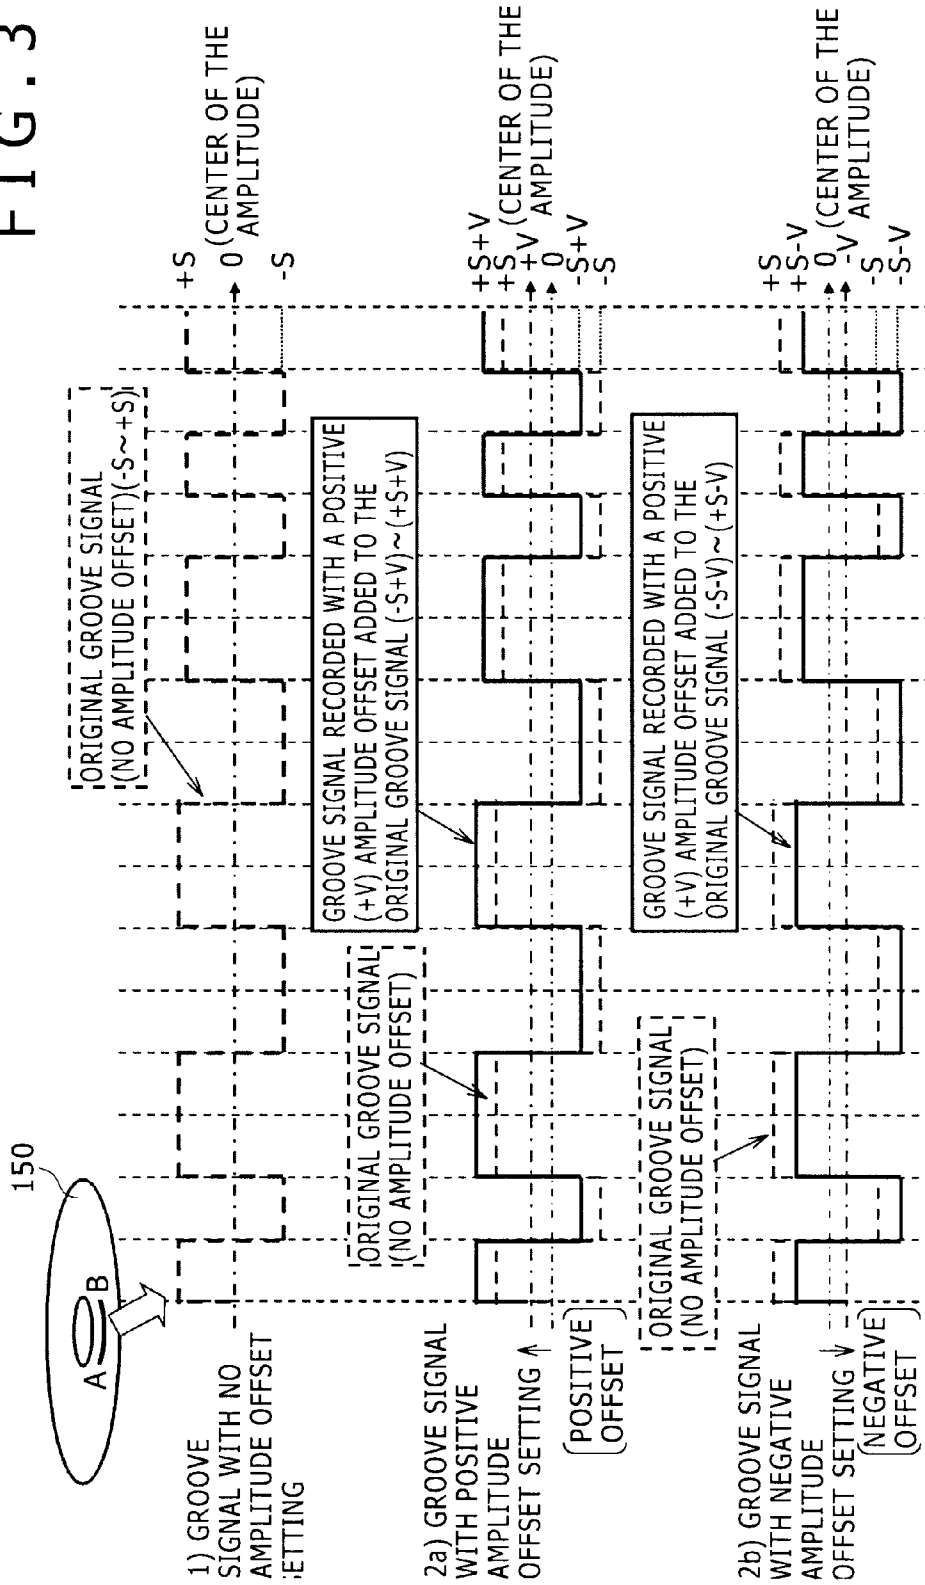 FIG.3
150
A
B
1) GROOVE
SIGNAL WITH NO
AMPLITUDE OFFSET
SETTING
ORIGINAL GROOVE SIGNAL
(NO AMPLITUDE OFFSET)(-S~+S)
+S
0 (CENTER OF THE
AMPLITUDE)
-S
2a) GROOVE SIGNAL
WITH POSITIVE
AMPLITUDE
OFFSET SETTING
(POSITIVE
OFFSET)
ORIGINAL GROOVE SIGNAL
(NO AMPLITUDE OFFSET)
GROOVE SIGNAL RECORDED WITH A POSITIVE
(+V) AMPLITUDE OFFSET ADDED TO THE
ORIGINAL GROOVE SIGNAL (-S+V)~(+S+V)
+S+V
+S
+V (CENTER OF THE
AMPLITUDE)
0
-S+V
-S
2b) GROOVE SIGNAL
WITH NEGATIVE
AMPLITUDE
OFFSET SETTING
(NEGATIVE
OFFSET)
ORIGINAL GROOVE SIGNAL
(NO AMPLITUDE OFFSET)
GROOVE SIGNAL RECORDED WITH A POSITIVE
(+V) AMPLITUDE OFFSET ADDED TO THE
ORIGINAL GROOVE SIGNAL (-S-V)~(+S-V)
+S
+S-V
0 (CENTER OF THE
-V AMPLITUDE)
-S
-S-V